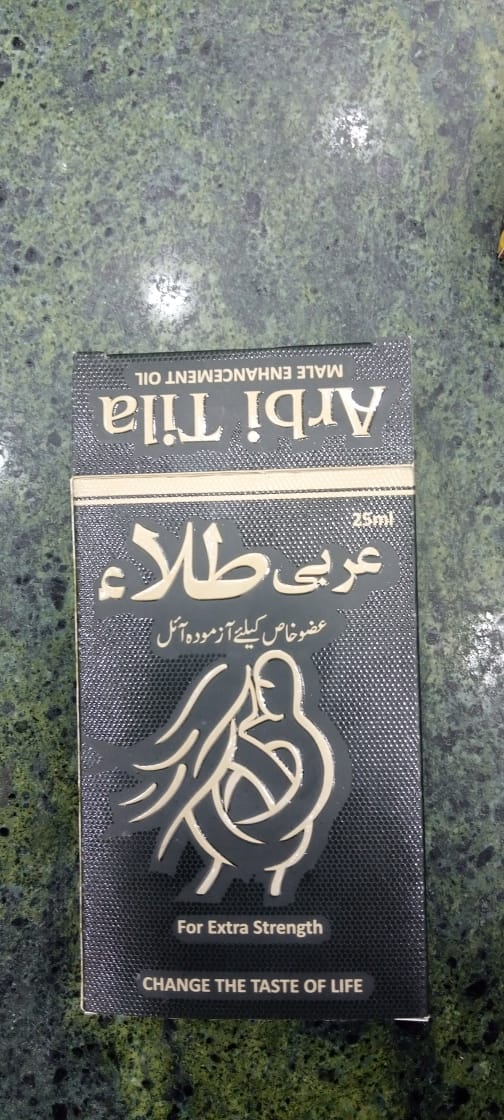 Arbi Tila
MALE ENHANCEMENT OIL
25ml
عربی طلاء
عضو خاص کیلئے آزمودہ آئل
For Extra Strength
CHANGE THE TASTE OF LIFE